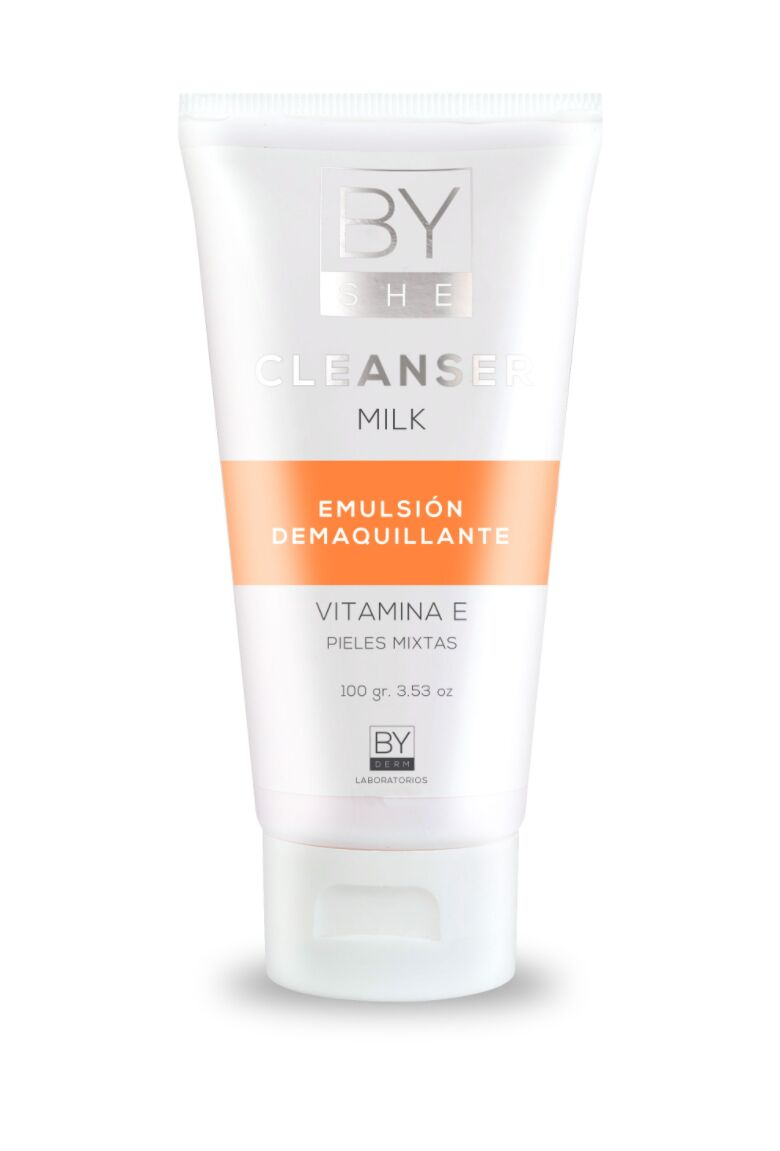 BY
SHE
CLEANSER
MILK
EMULSIÓN
DEMAQUILLANTE
VITAMINA E
PIELES MIXTAS
100 gr. 3.53 oz
BY
DERM
LABORATORIOS